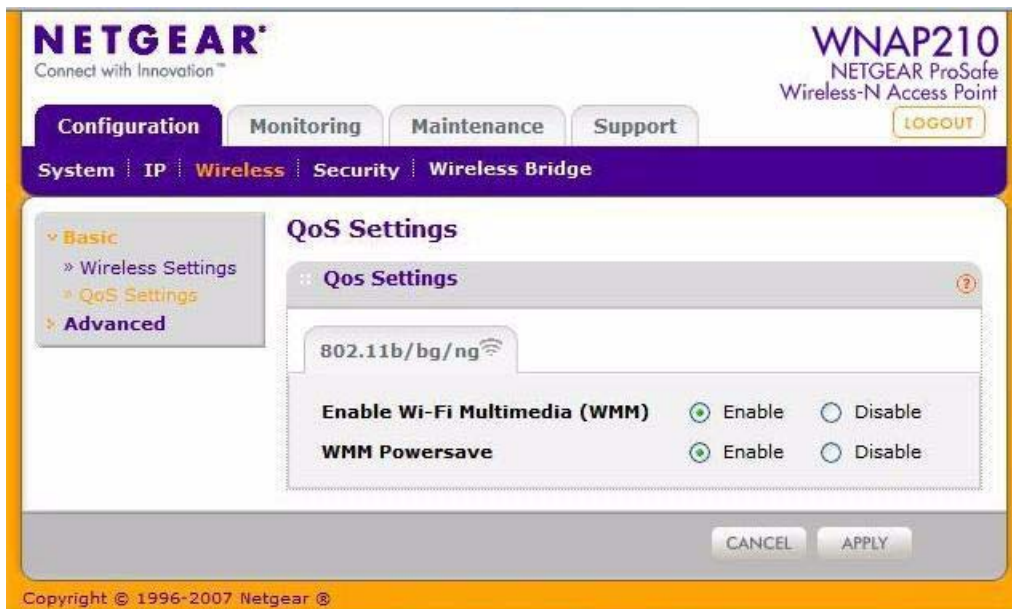 NETGEAR®
Connect with Innovation™
WNAP210
NETGEAR ProSafe
Wireless-N Access Point
Configuration
Monitoring
Maintenance
Support
LOGOUT
System
IP
Wireless
Security
Wireless Bridge
Basic
» Wireless Settings
» QoS Settings
Advanced
QoS Settings
Qos Settings
?
802.11b/bg/ng
Enable Wi-Fi Multimedia (WMM) Enable Disable
WMM Powersave Enable Disable
CANCEL
APPLY
Copyright © 1996-2007 Netgear ®